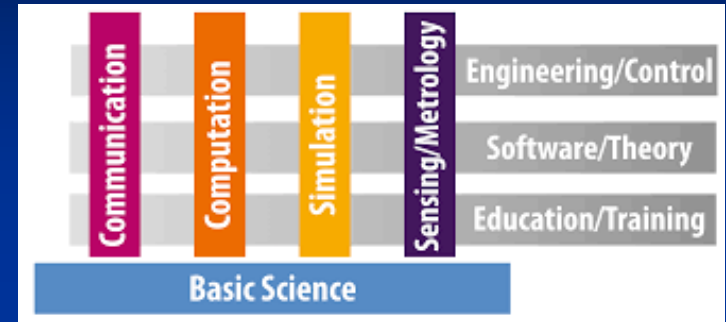 Communication
Computation
Simulation
Sensing/Metrology
Engineering/Control
Software/Theory
Education/Training
Basic Science